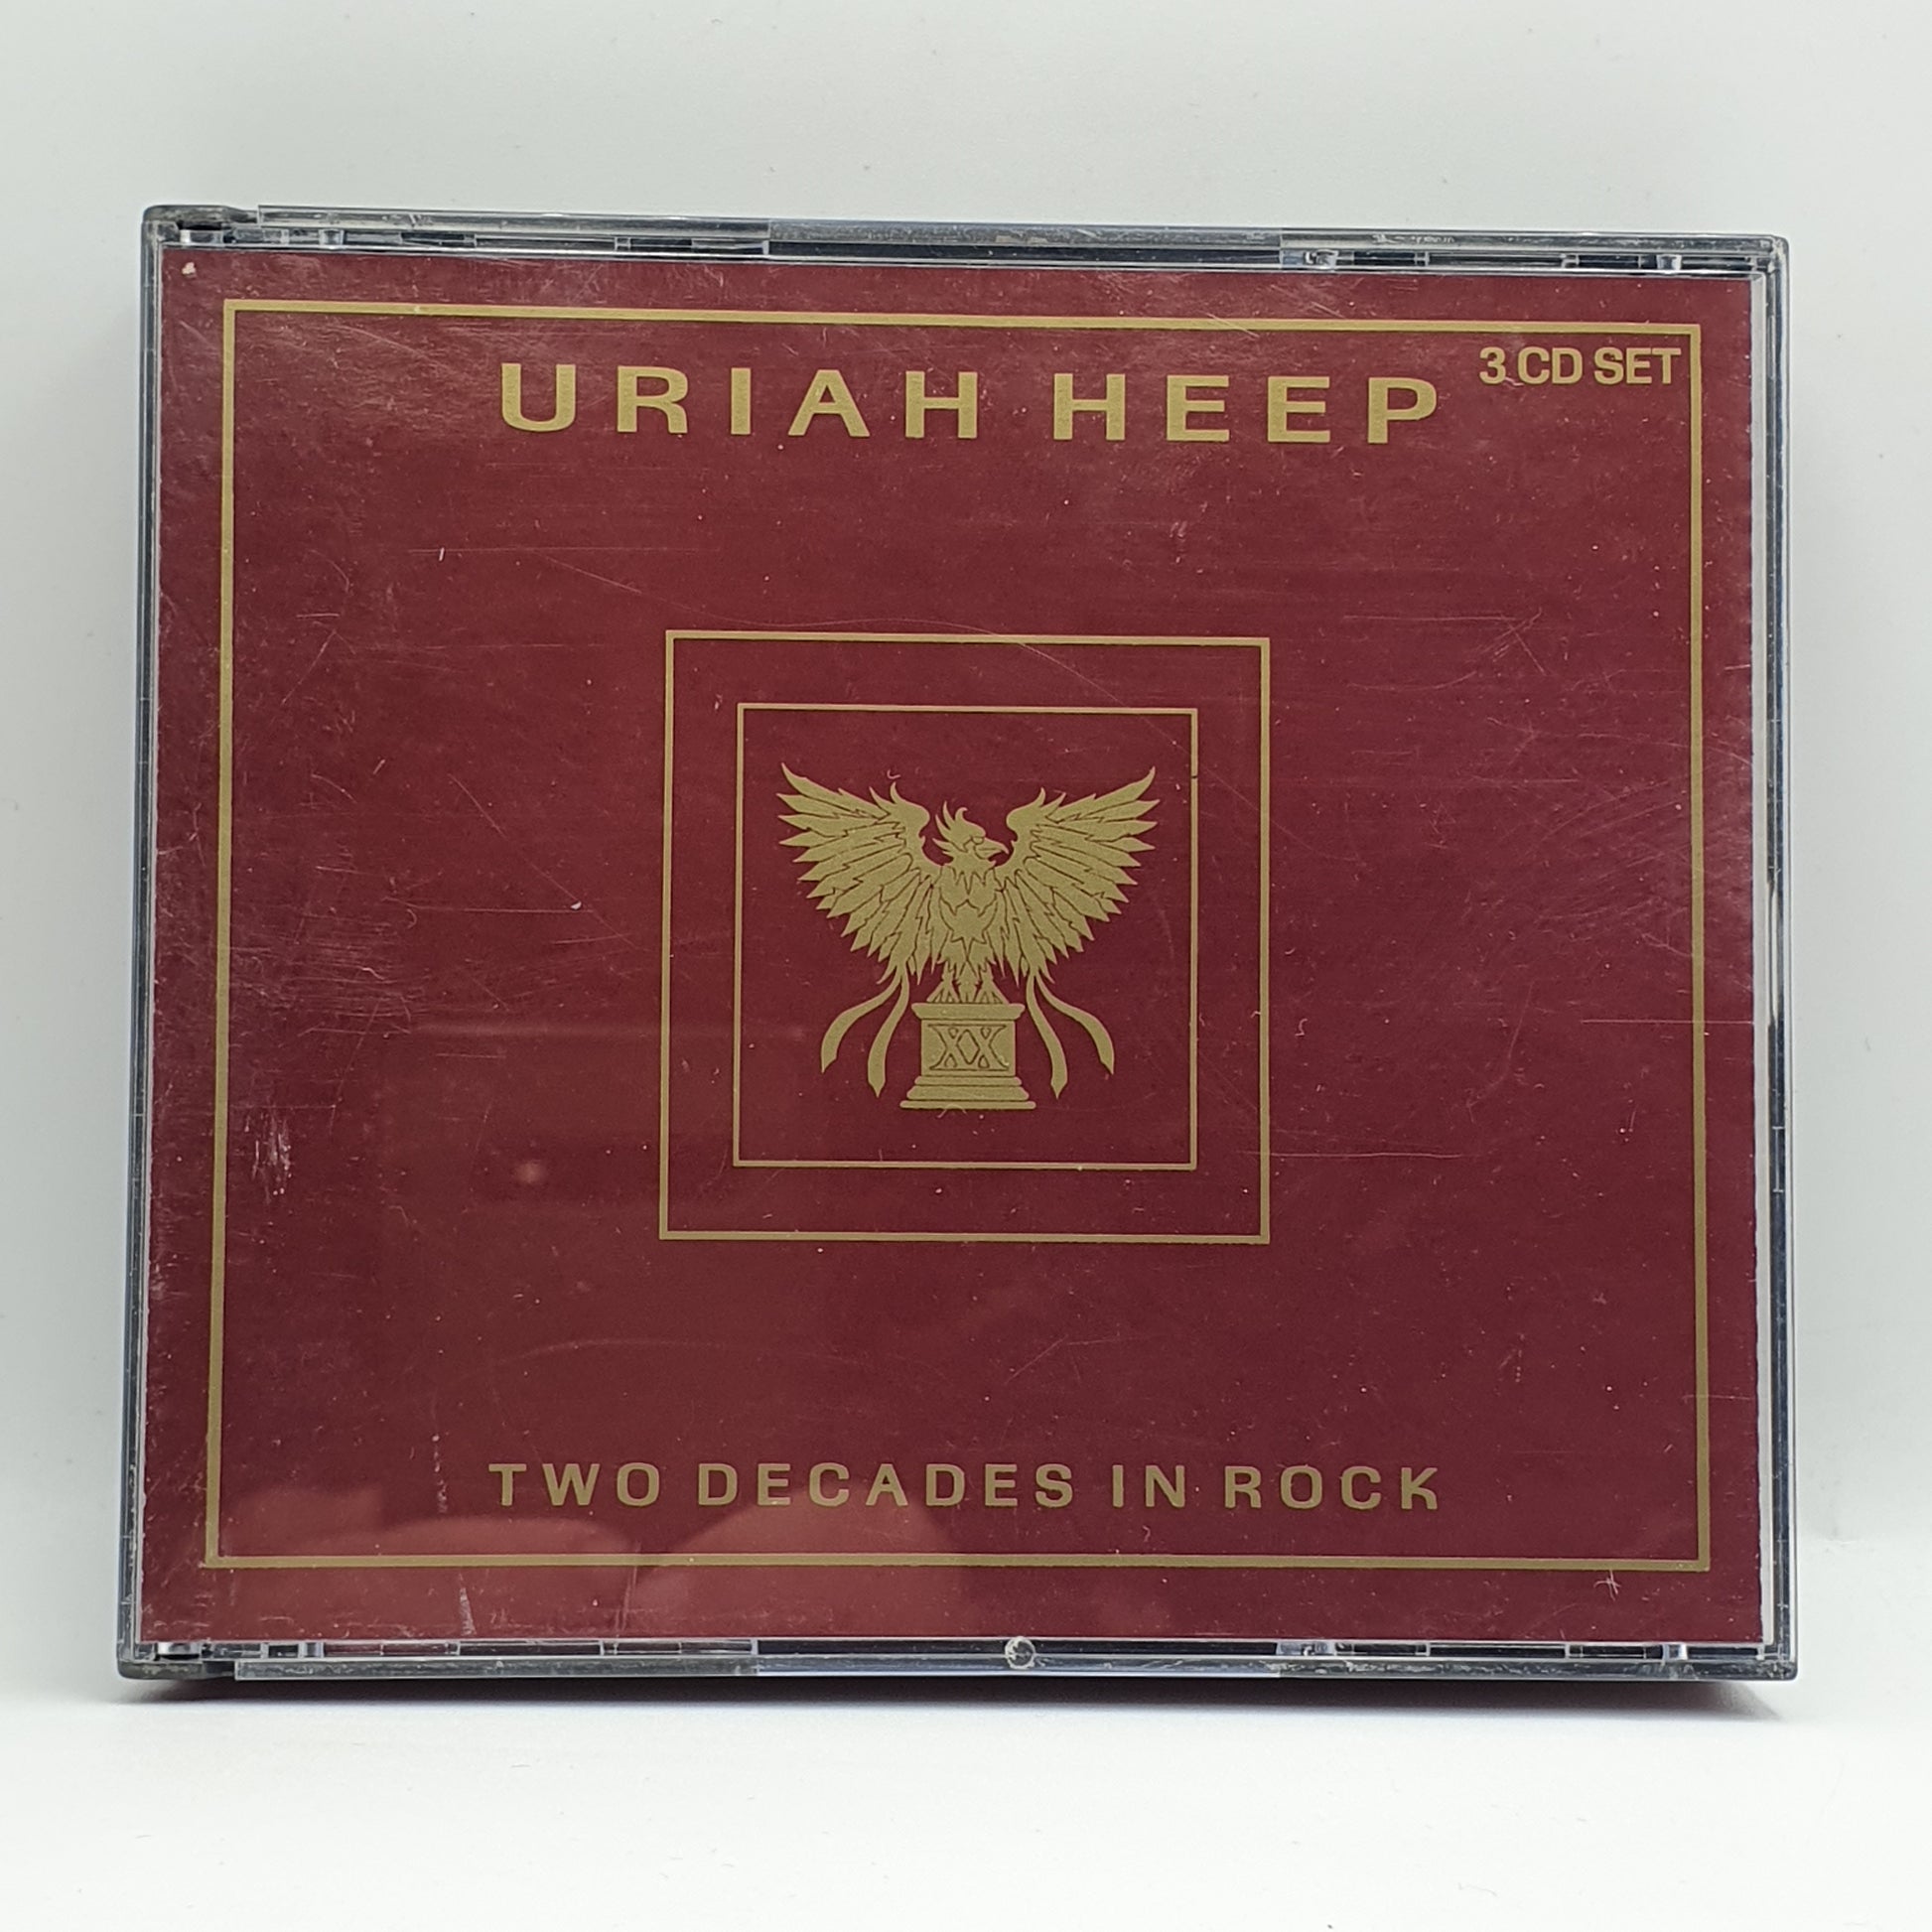 3 CD SET
URIAH HEEP
XX
TWO DECADES IN ROCK